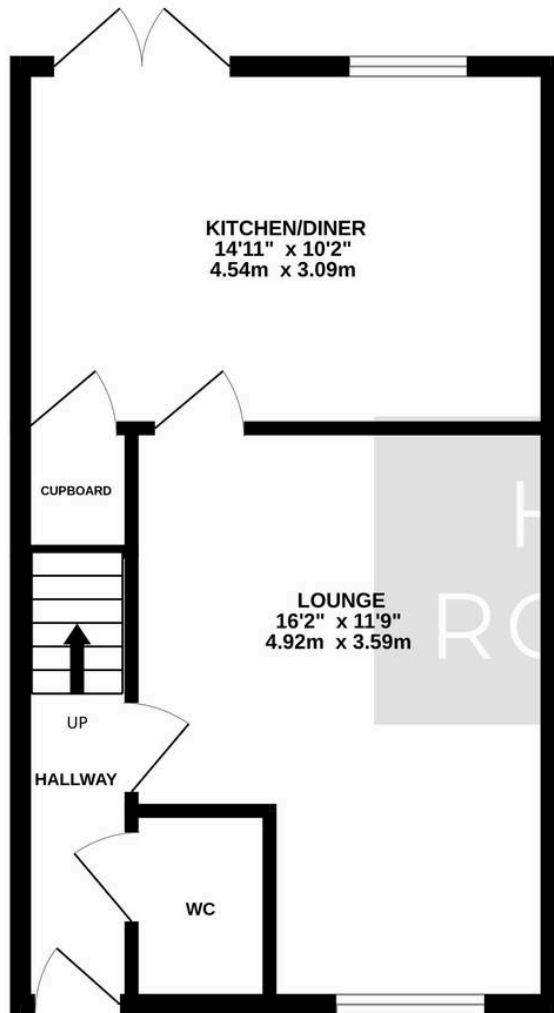 KITCHEN/DINER
14'11" x 10'2"
4.54m x 3.09m
CUPBOARD
LOUNGE
16'2" x 11'9"
4.92m x 3.59m
UP
HALLWAY
WC